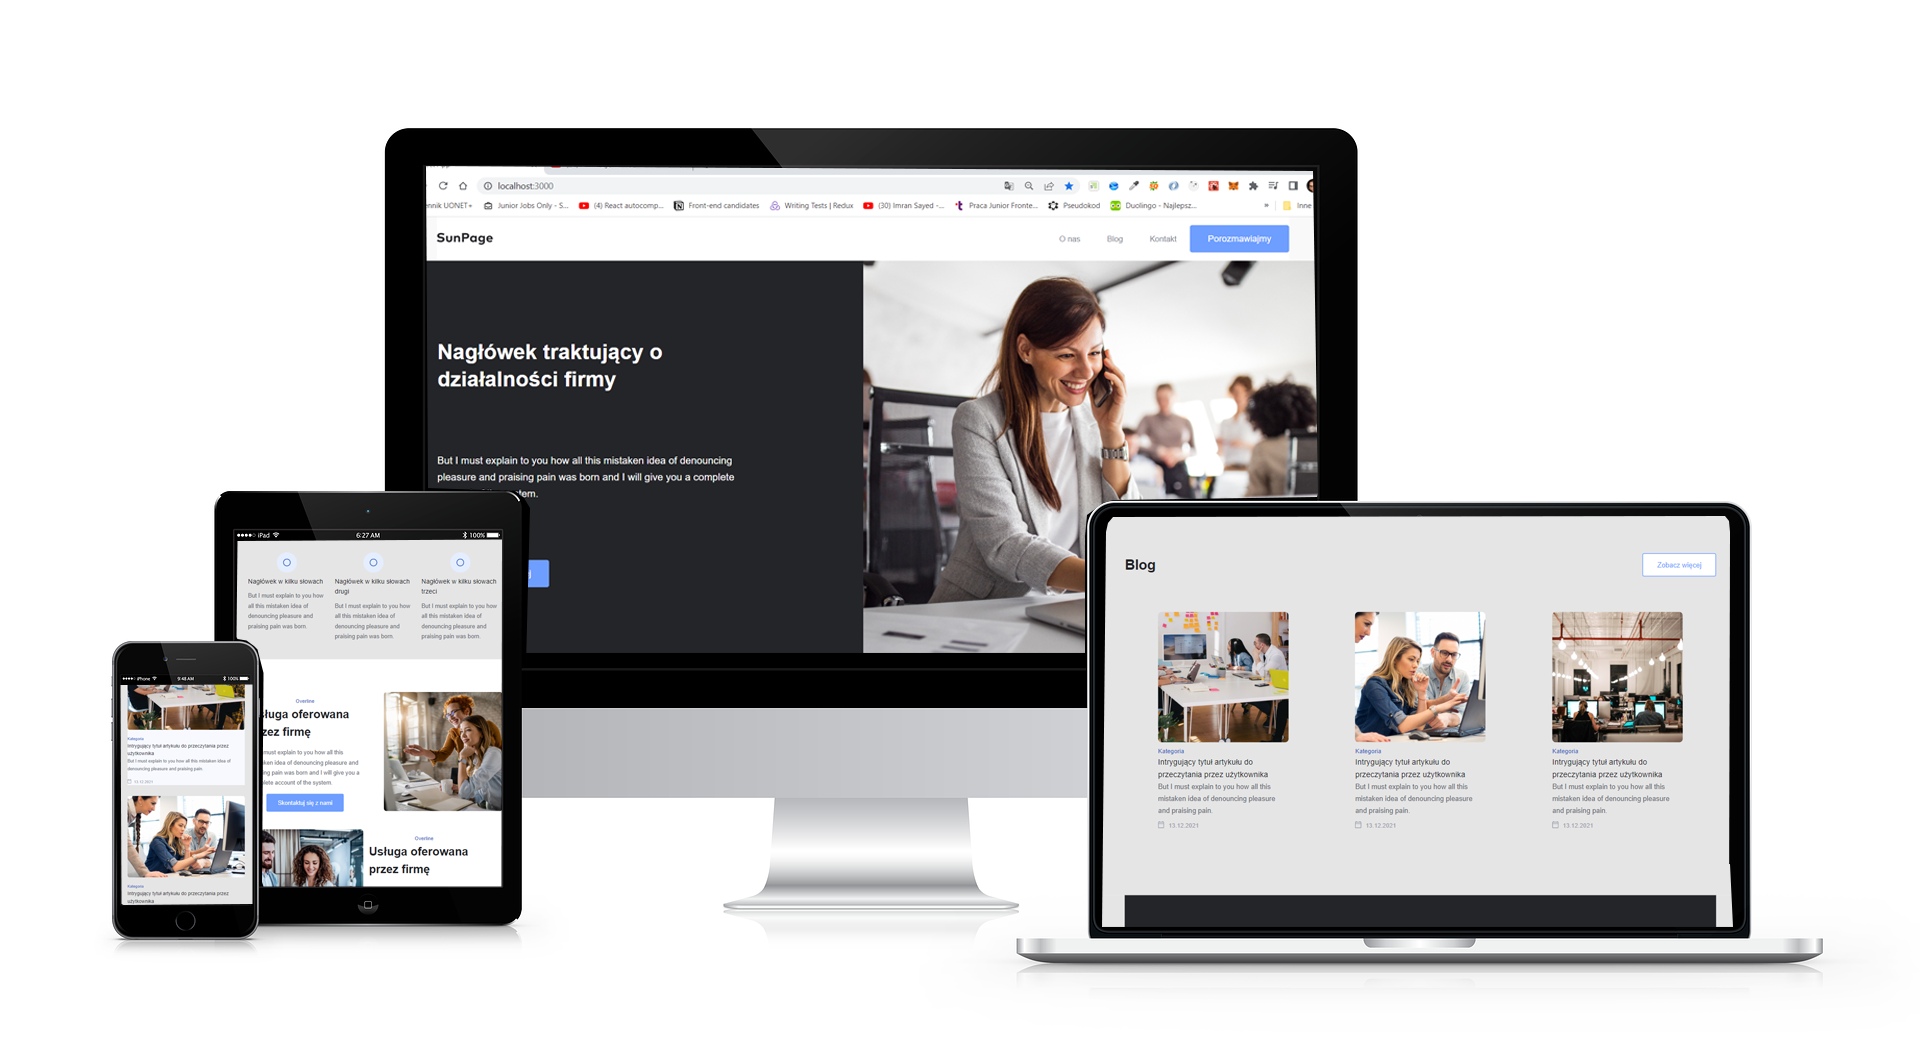 localhost:3000
ennik UONET+
Junior Jobs Only - S...
(4) React autocomp...
Front-end candidates
Writing Tests | Redux
(30) Imran Sayed -...
Praca Junior Fronte...
Pseudokod
Duolingo - Najlepsz...
»
Inne
SunPage
O nas
Blog
Kontakt
Porozmawiajmy
Nagłówek traktujący o
działalności firmy
But I must explain to you how all this mistaken idea of denouncing
pleasure and praising pain was born and I will give you a complete
tem.
iPad
6:27 AM
100%
Nagłówek w kilku słowach
But I must explain to you how
all this mistaken idea of
denouncing pleasure and
praising pain was born.
Nagłówek w kilku słowach
drugi
But I must explain to you how
all this mistaken idea of
denouncing pleasure and
praising pain was born
Nagłówek w kilku słowach
trzeci
But I must explain to you how
all this mistaken idea of
denouncing pleasure and
praising pain was born
Overline
sługa oferowana
zez firmę
must explain to you how all this
ken idea of denouncing pleasure
ing pain was born and I will give you a
lete account of the system.
Skontaktuj się z nami
Overline
Usługa oferowana
przez firmę
iPhone
9:48 AM
100%
Kategoria
Intrygujący tytuł artykułu do przeczytania przez
użytkownika
But I must explain to you how all this mistaken idea of
denouncing pleasure and praising pain.
13.12.2021
Kategoria
Intrygujący tytuł artykułu do przeczytania przez
użytkownika
Blog
Zobacz więcej
Kategoria
Intrygujący tytuł artykułu do
przeczytania przez użytkownika
But I must explain to you how all this
mistaken idea of denouncing pleasure
and praising pain.
13.12.2021
Kategoria
Intrygujący tytuł artykułu do
przeczytania przez użytkownika
But I must explain to you how all this
mistaken idea of denouncing pleasure
and praising pain.
13.12.2021
Kategoria
Intrygujący tytuł artykułu do
przeczytania przez użytkownika
But I must explain to you how all this
mistaken idea of denouncing pleasure
and praising pain.
13.12.2021